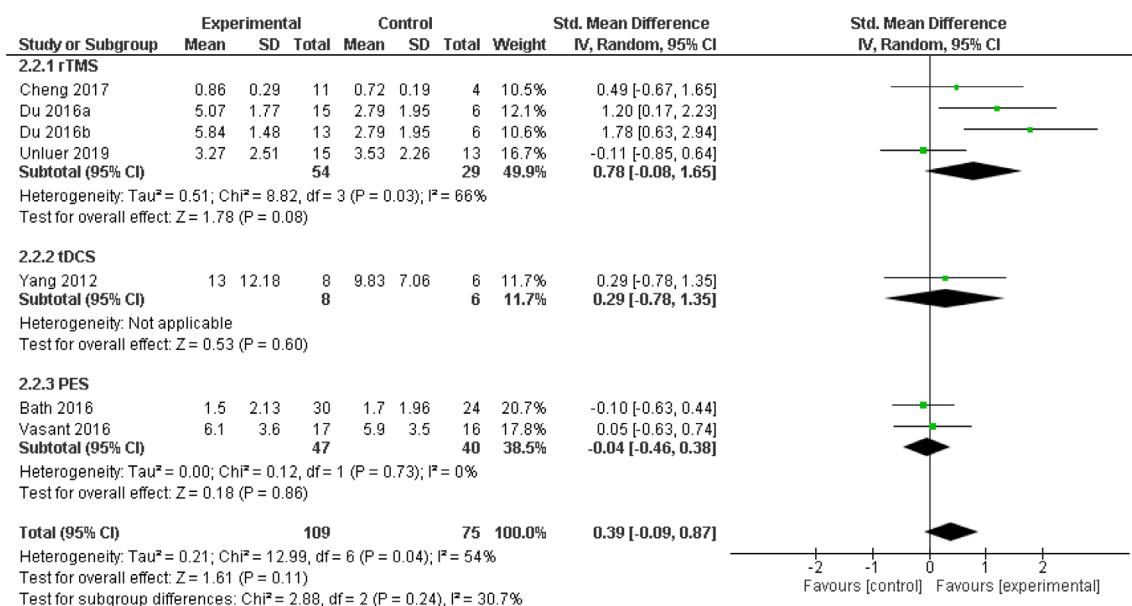 Experimental Control Std. Mean Difference Std. Mean Difference
Study or Subgroup Mean SD Total Mean SD Total Weight IV, Random, 95% CI IV, Random, 95% CI
2.2.1 rTMS
Cheng 2017 0.86 0.29 11 0.72 0.19 4 10.5% 0.49 [-0.67, 1.65]
Du 2016a 5.07 1.77 15 2.79 1.95 6 12.1% 1.20 [0.17, 2.23]
Du 2016b 5.84 1.48 13 2.79 1.95 6 10.6% 1.78 [0.63, 2.94]
Unluer 2019 3.27 2.51 15 3.53 2.26 13 16.7% -0.11 [-0.85, 0.64]
Subtotal (95% CI) 54 29 49.9% 0.78 [-0.08, 1.65]
Heterogeneity: Tau² = 0.51; Chi² = 8.82, df = 3 (P = 0.03); I² = 66%
Test for overall effect: Z = 1.78 (P = 0.08)
2.2.2 tDCS
Yang 2012 13 12.18 8 9.83 7.06 6 11.7% 0.29 [-0.78, 1.35]
Subtotal (95% CI) 8 6 11.7% 0.29 [-0.78, 1.35]
Heterogeneity: Not applicable
Test for overall effect: Z = 0.53 (P = 0.60)
2.2.3 PES
Bath 2016 1.5 2.13 30 1.7 1.96 24 20.7% -0.10 [-0.63, 0.44]
Vasant 2016 6.1 3.6 17 5.9 3.5 16 17.8% 0.05 [-0.63, 0.74]
Subtotal (95% CI) 47 40 38.5% -0.04 [-0.46, 0.38]
Heterogeneity: Tau² = 0.00; Chi² = 0.12, df = 1 (P = 0.73); I² = 0%
Test for overall effect: Z = 0.18 (P = 0.86)
Total (95% CI) 109 75 100.0% 0.39 [-0.09, 0.87]
Heterogeneity: Tau² = 0.21; Chi² = 12.99, df = 6 (P = 0.04); I² = 54%
Test for overall effect: Z = 1.61 (P = 0.11)
Test for subgroup differences: Chi² = 2.88, df = 2 (P = 0.24), I² = 30.7%
-2 -1 0 1 2
Favours [control] Favours [experimental]